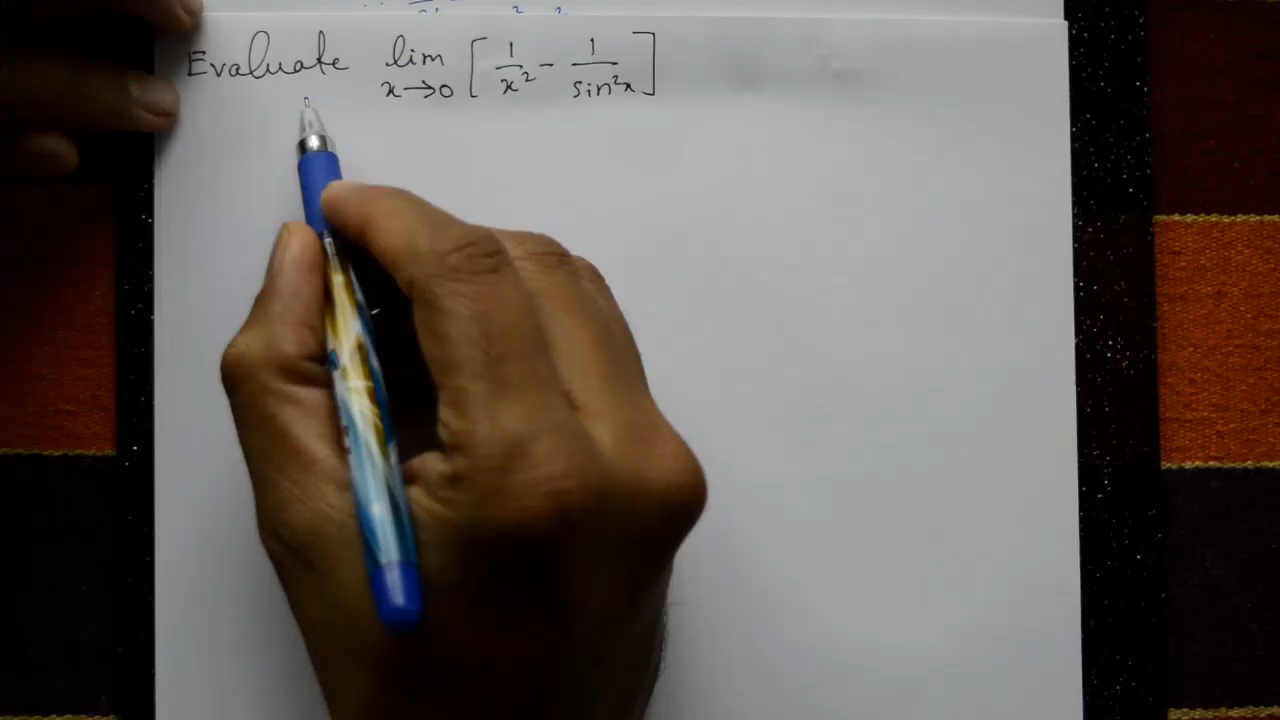 Evaluate lim x→0 [ 1/x² - 1/sin²x ]